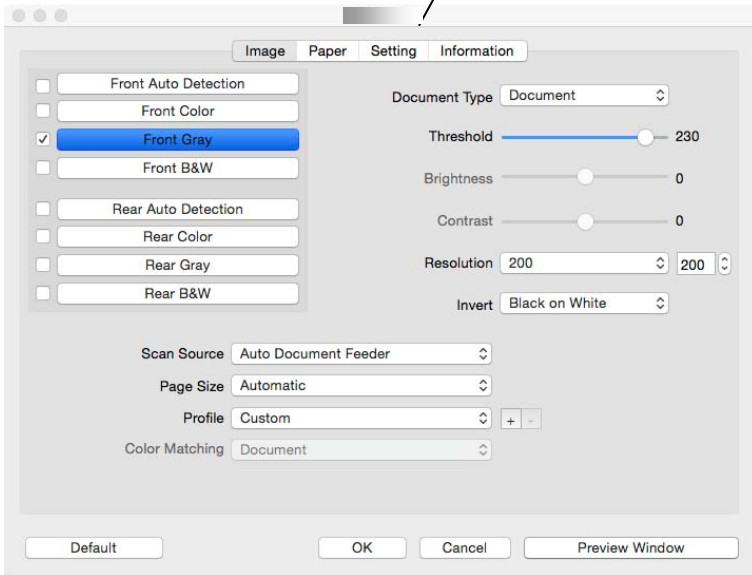 Image Paper Setting Information
Front Auto Detection
Front Color
Front Gray
Front B&W
Rear Auto Detection
Rear Color
Rear Gray
Rear B&W
Document Type Document
Threshold 230
Brightness 0
Contrast 0
Resolution 200 200
Invert Black on White
Scan Source Auto Document Feeder
Page Size Automatic
Profile Custom + -
Color Matching Document
Default OK Cancel Preview Window